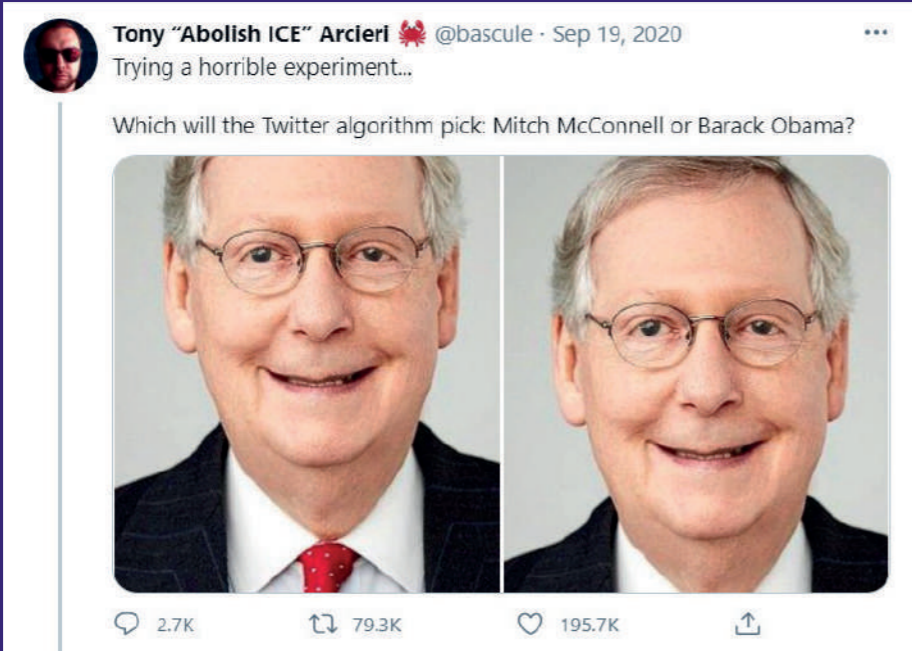 Tony “Abolish ICE” Arcieri 🦀 @bascule · Sep 19, 2020
Trying a horrible experiment...
Which will the Twitter algorithm pick: Mitch McConnell or Barack Obama?
2.7K 79.3K 195.7K